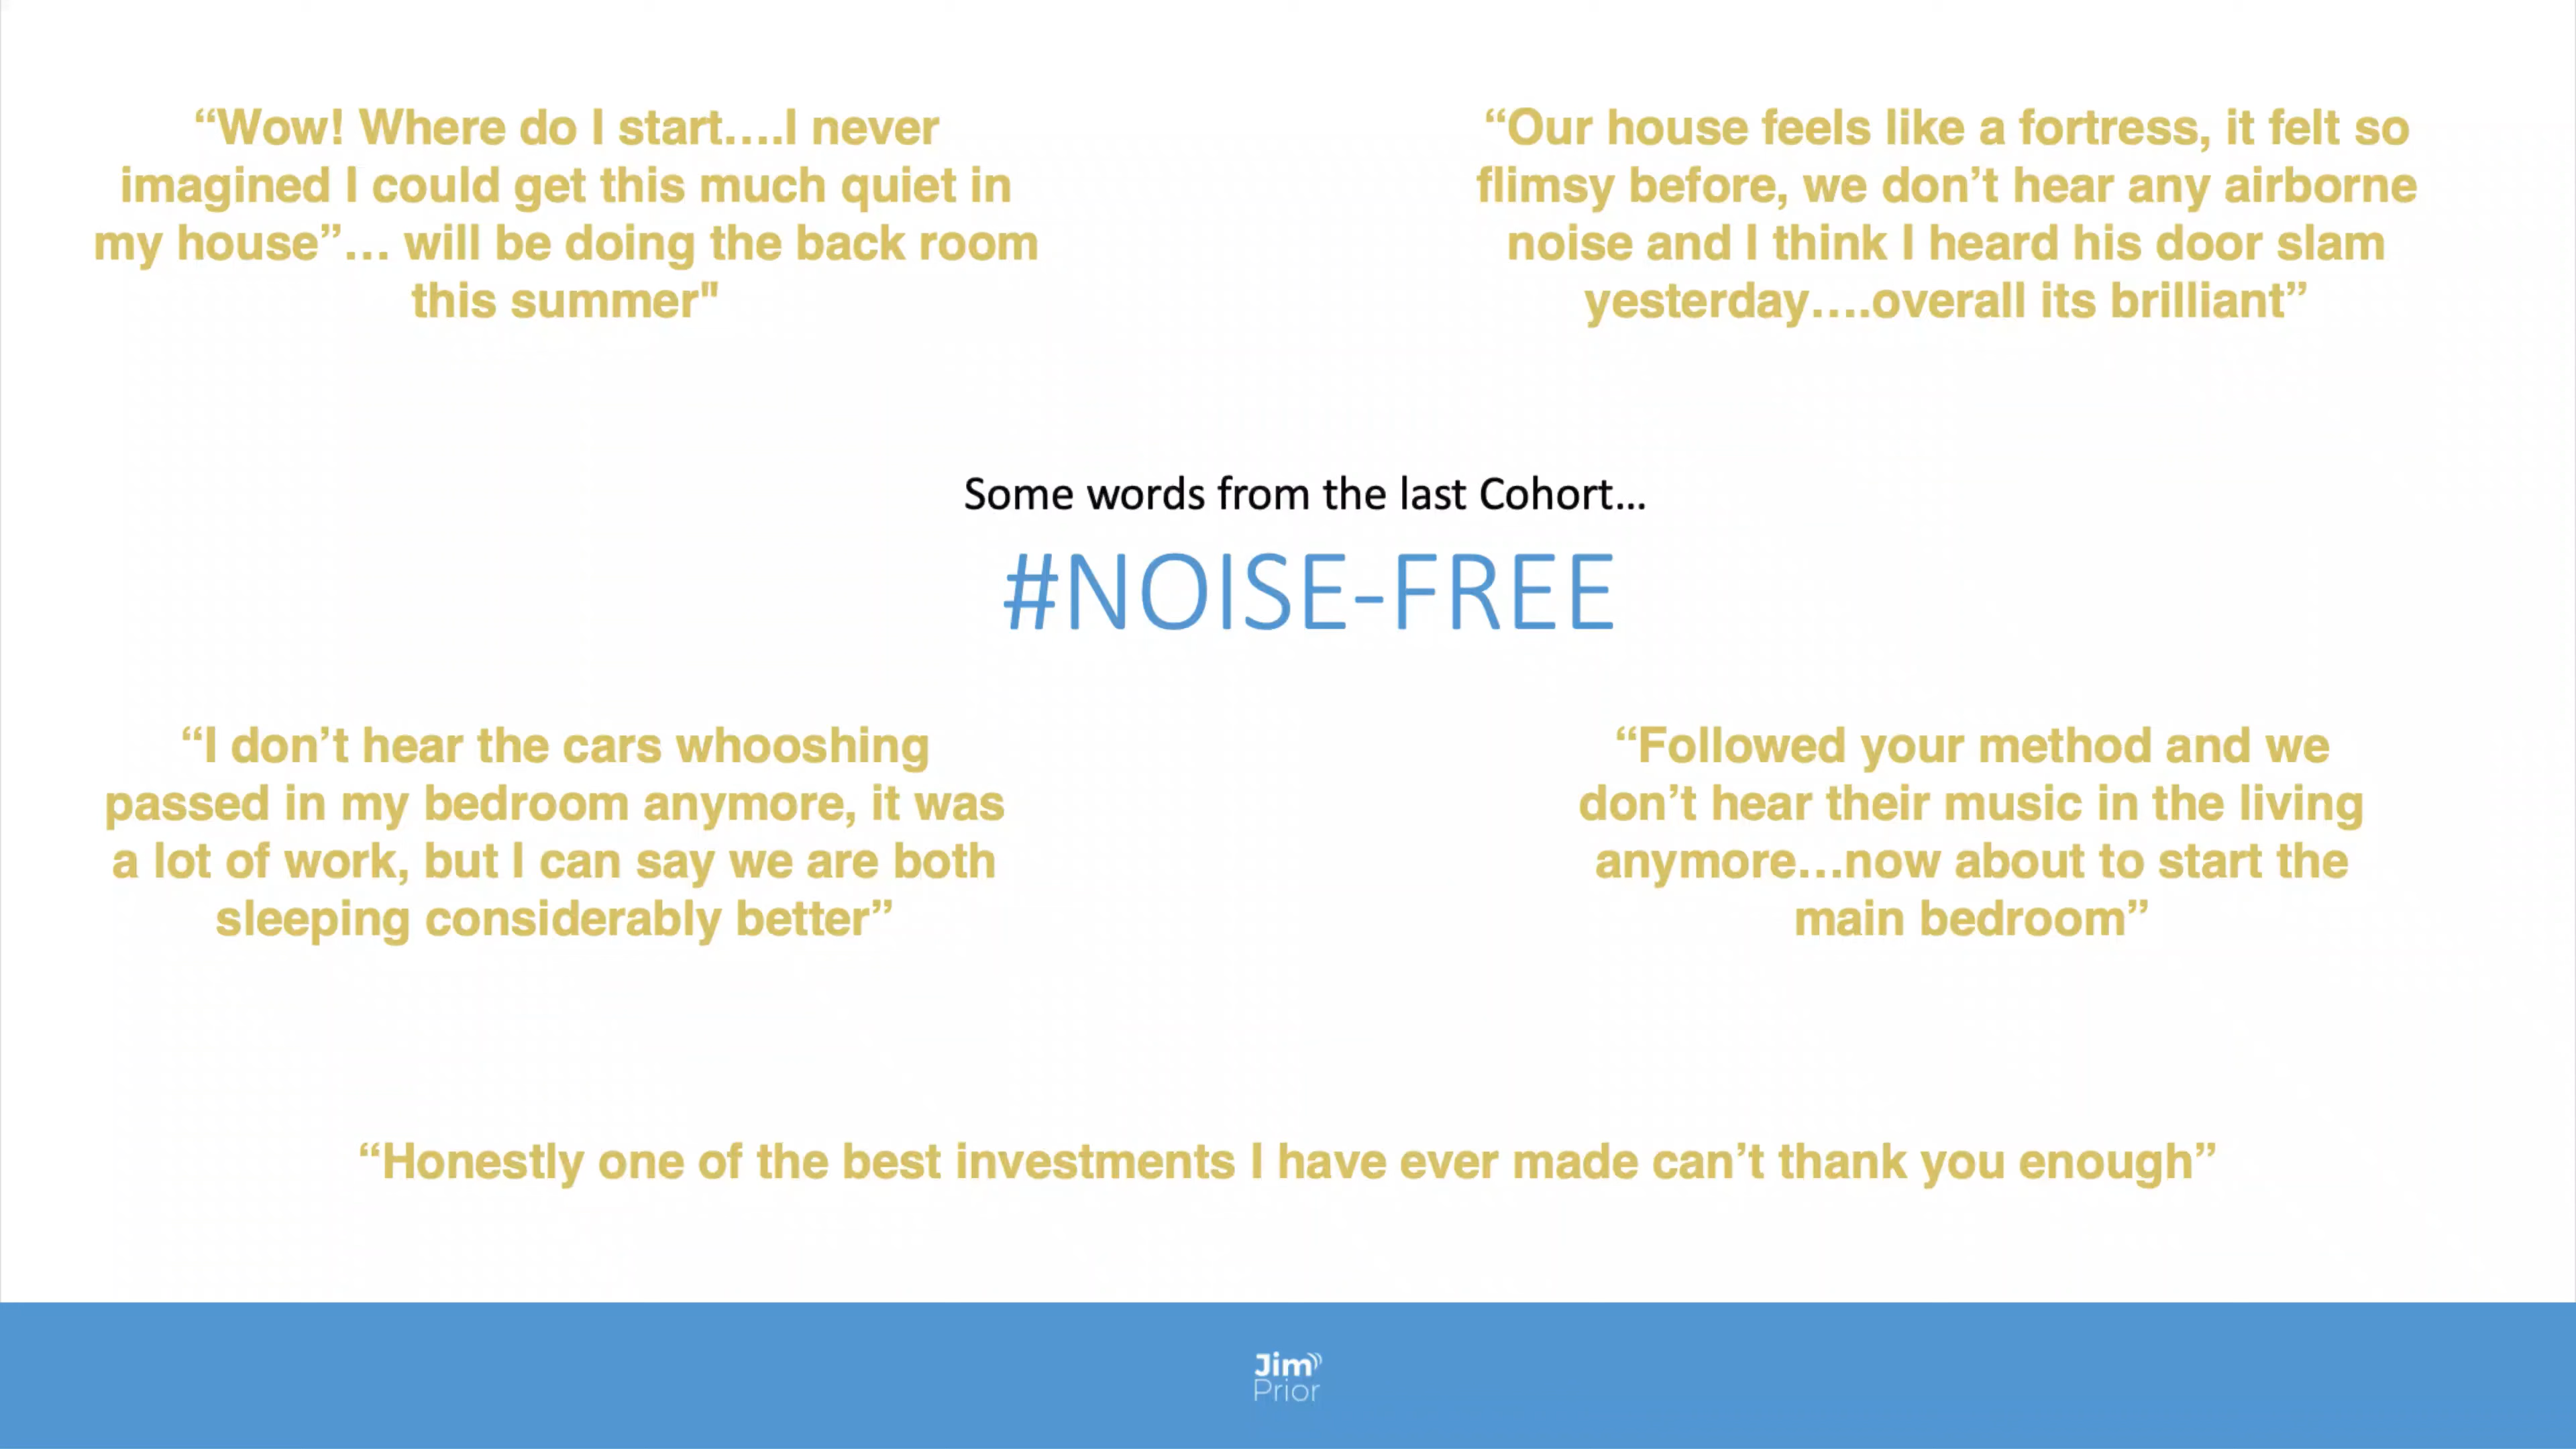 “Wow! Where do I start....I never
imagined I could get this much quiet in
my house”... will be doing the back room
this summer"
“Our house feels like a fortress, it felt so
flimsy before, we don’t hear any airborne
noise and I think I heard his door slam
yesterday....overall its brilliant”
Some words from the last Cohort...
#NOISE-FREE
“I don’t hear the cars whooshing
passed in my bedroom anymore, it was
a lot of work, but I can say we are both
sleeping considerably better”
“Followed your method and we
don’t hear their music in the living
anymore...now about to start the
main bedroom”
“Honestly one of the best investments I have ever made can’t thank you enough”
Jim
Prior